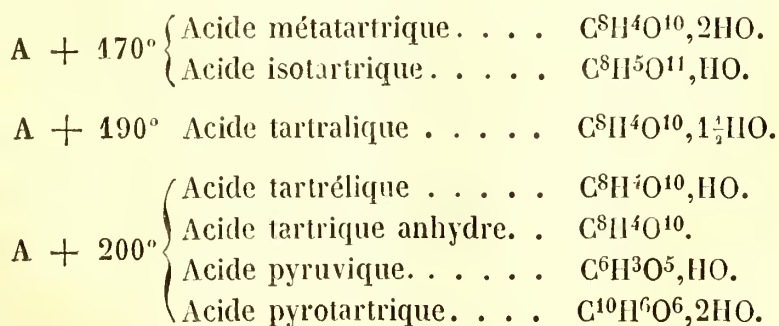 A + 170° { Acide métatartrique. . . . C⁸H⁴O¹⁰,2HO.
Acide isotartrique. . . . . C⁸H⁵O¹¹,HO.
A + 190° Acide tartralique . . . . . C⁸H⁴O¹⁰,1½HO.
A + 200° { Acide tartrélique . . . . . C⁸H⁴O¹⁰,HO.
Acide tartrique anhydre. . C⁸H⁴O¹⁰.
Acide pyruvique. . . . . . C⁶H³O⁵,HO.
Acide pyrotartrique. . . . C¹⁰H⁶O⁶,2HO.